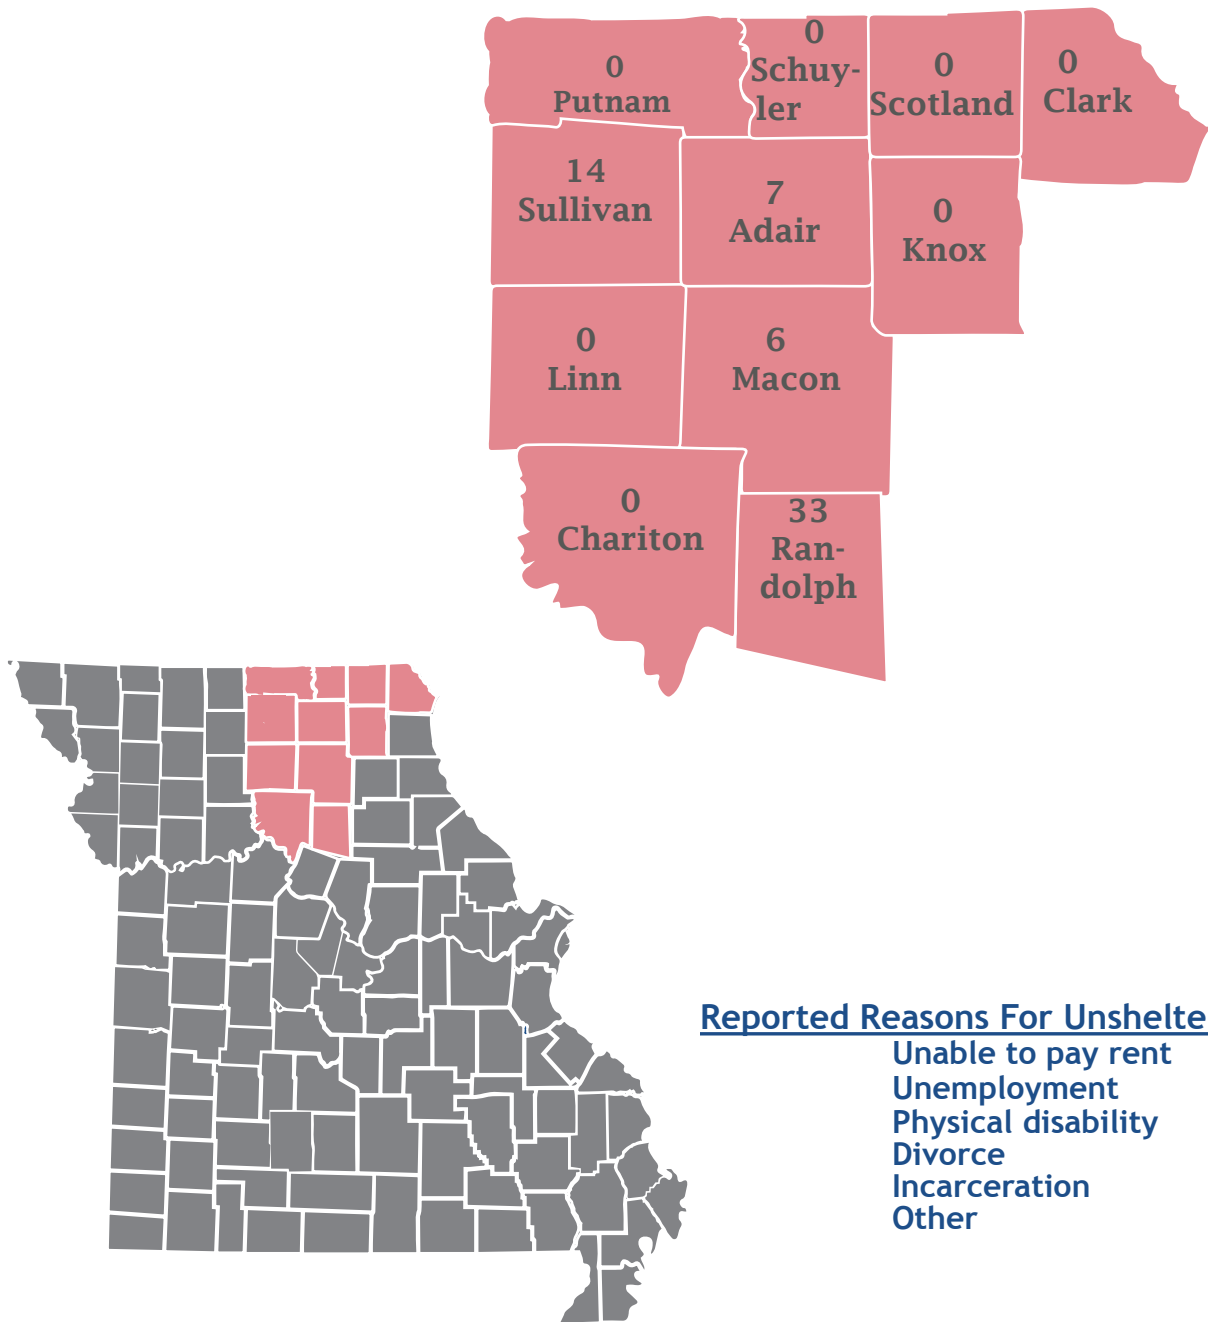 0
Putnam
0
Schuy-
ler
0
Scotland
0
Clark
14
Sullivan
7
Adair
0
Knox
0
Linn
6
Macon
0
Chariton
33
Ran-
dolph
Reported Reasons For Unshelte
Unable to pay rent
Unemployment
Physical disability
Divorce
Incarceration
Other